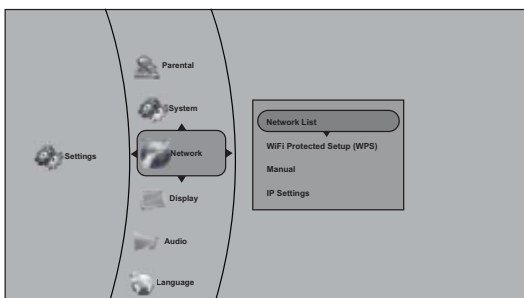 Parental
System
Settings
Network
Display
Audio
Language
Network List
WiFi Protected Setup (WPS)
Manual
IP Settings